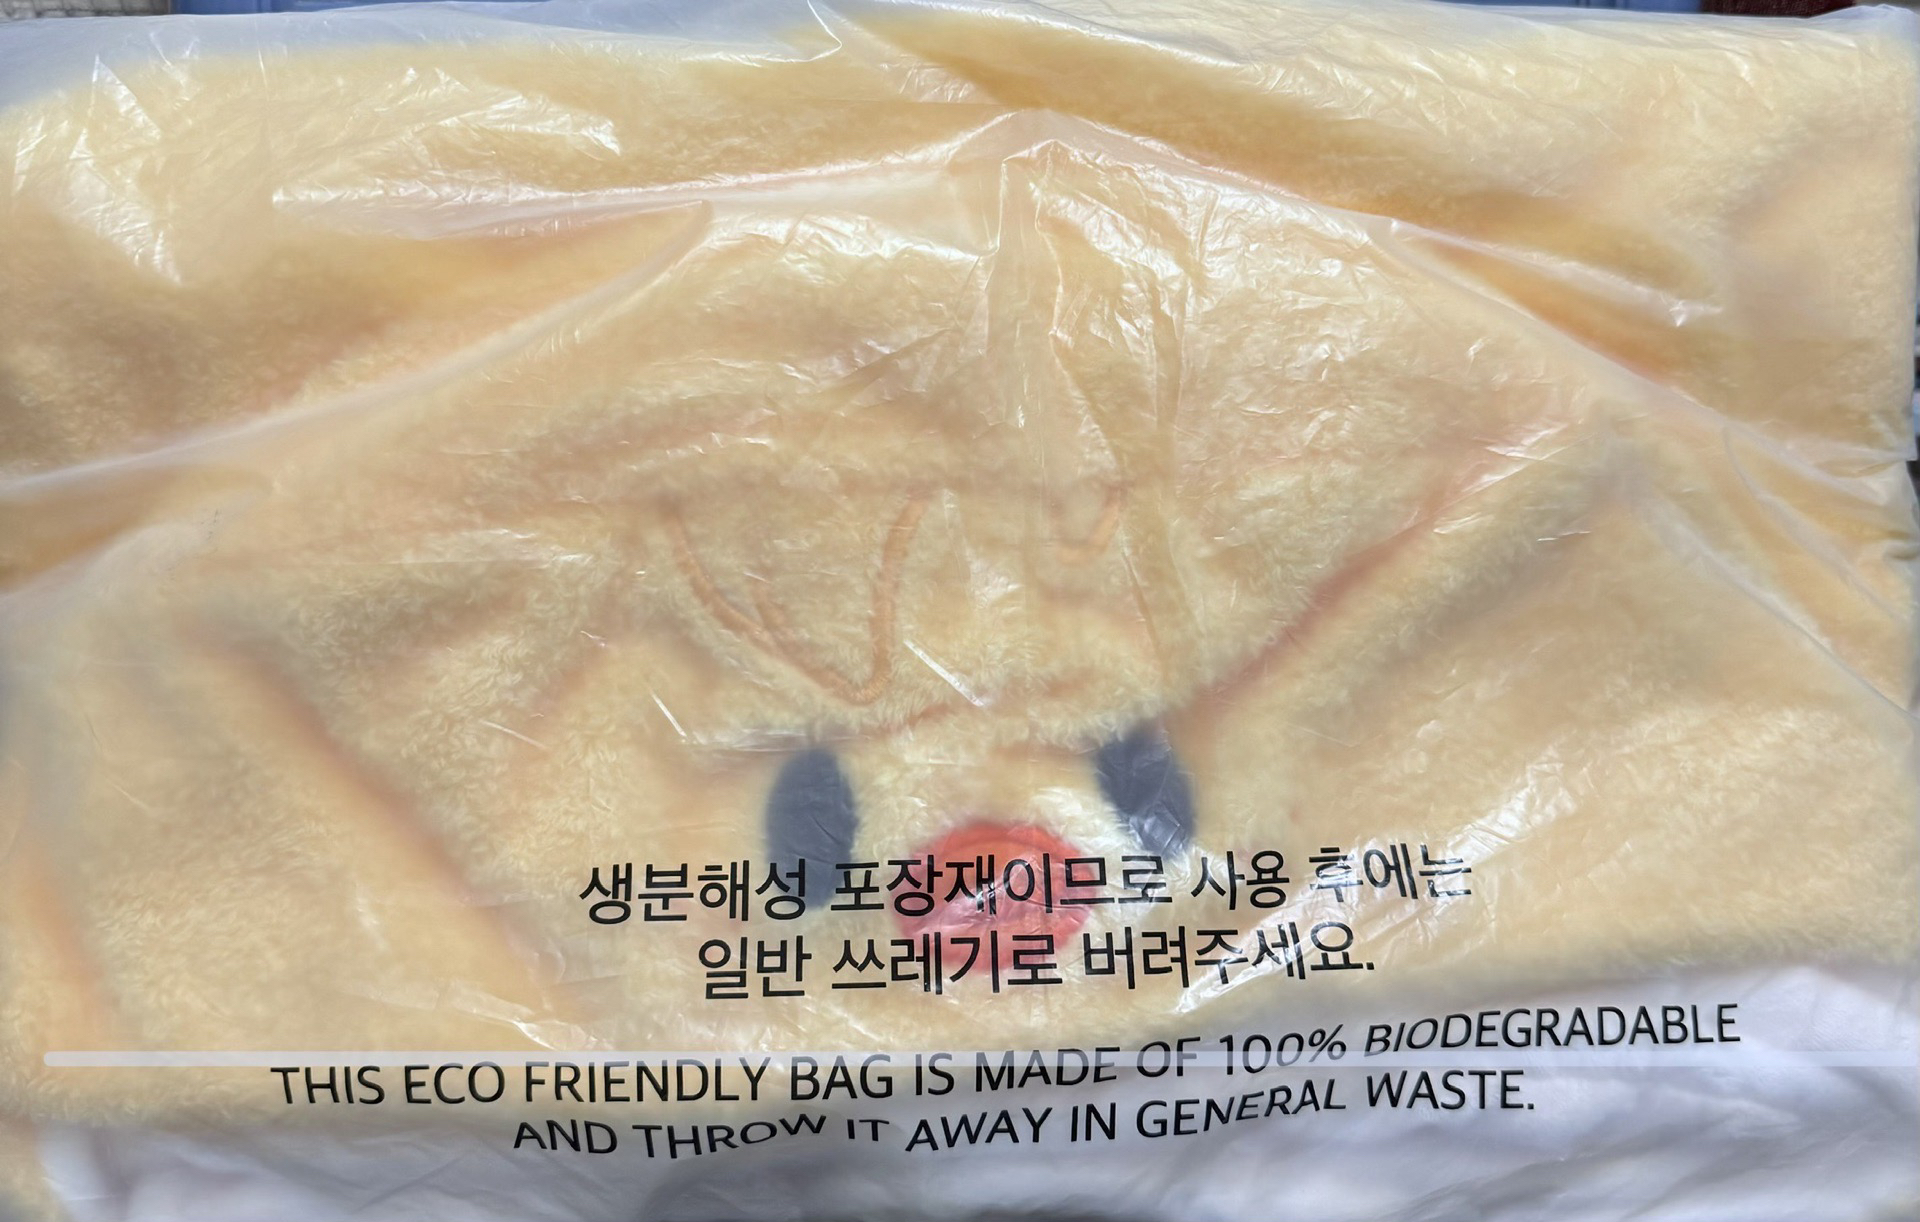 생분해성 포장재이므로 사용 후에는
일반 쓰레기로 버려주세요.
THIS ECO FRIENDLY BAG IS MADE OF 100% BIODEGRADABLE
AND THROW IT AWAY IN GENERAL WASTE.